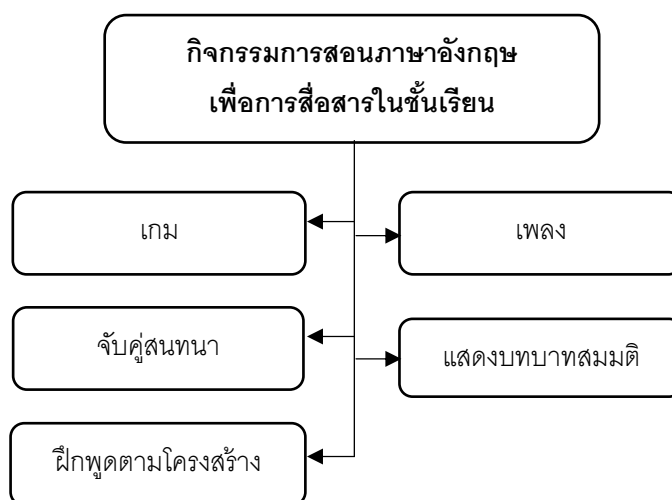 กิจกรรมการสอนภาษาอังกฤษ
เพื่อการสื่อสารในชั้นเรียน
เกม
เพลง
จับคู่สนทนา
แสดงบทบาทสมมติ
ฝึกพูดตามโครงสร้าง